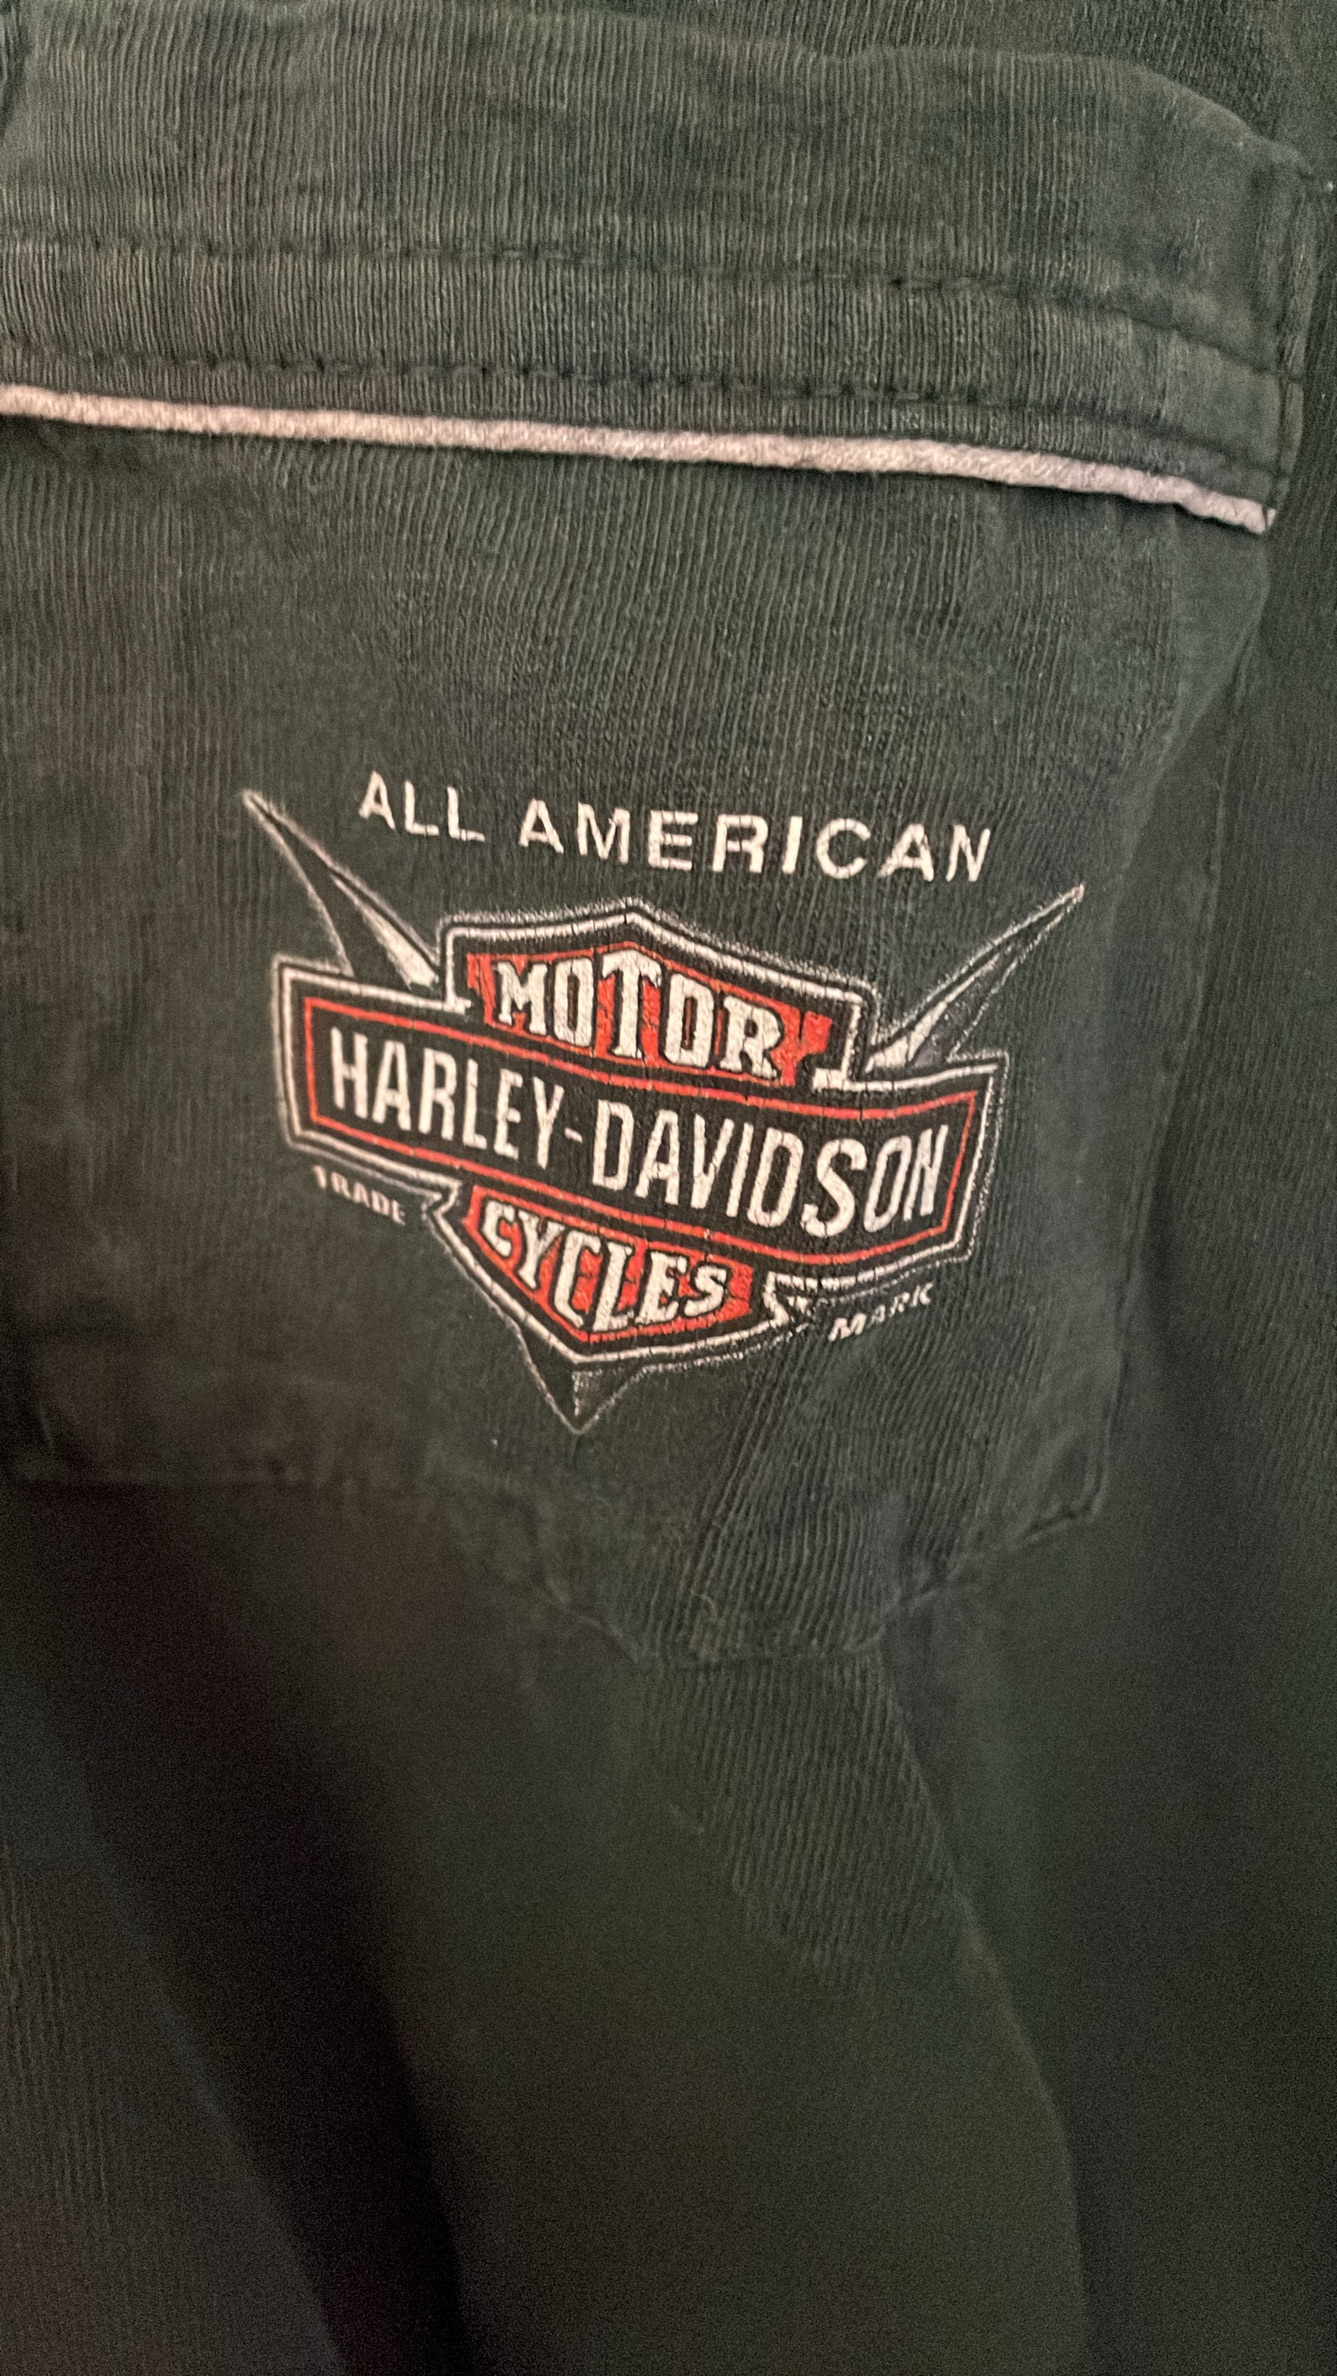 ALL AMERICAN
MOTOR
HARLEY-DAVIDSON
TRADE
CYCLES
MARK